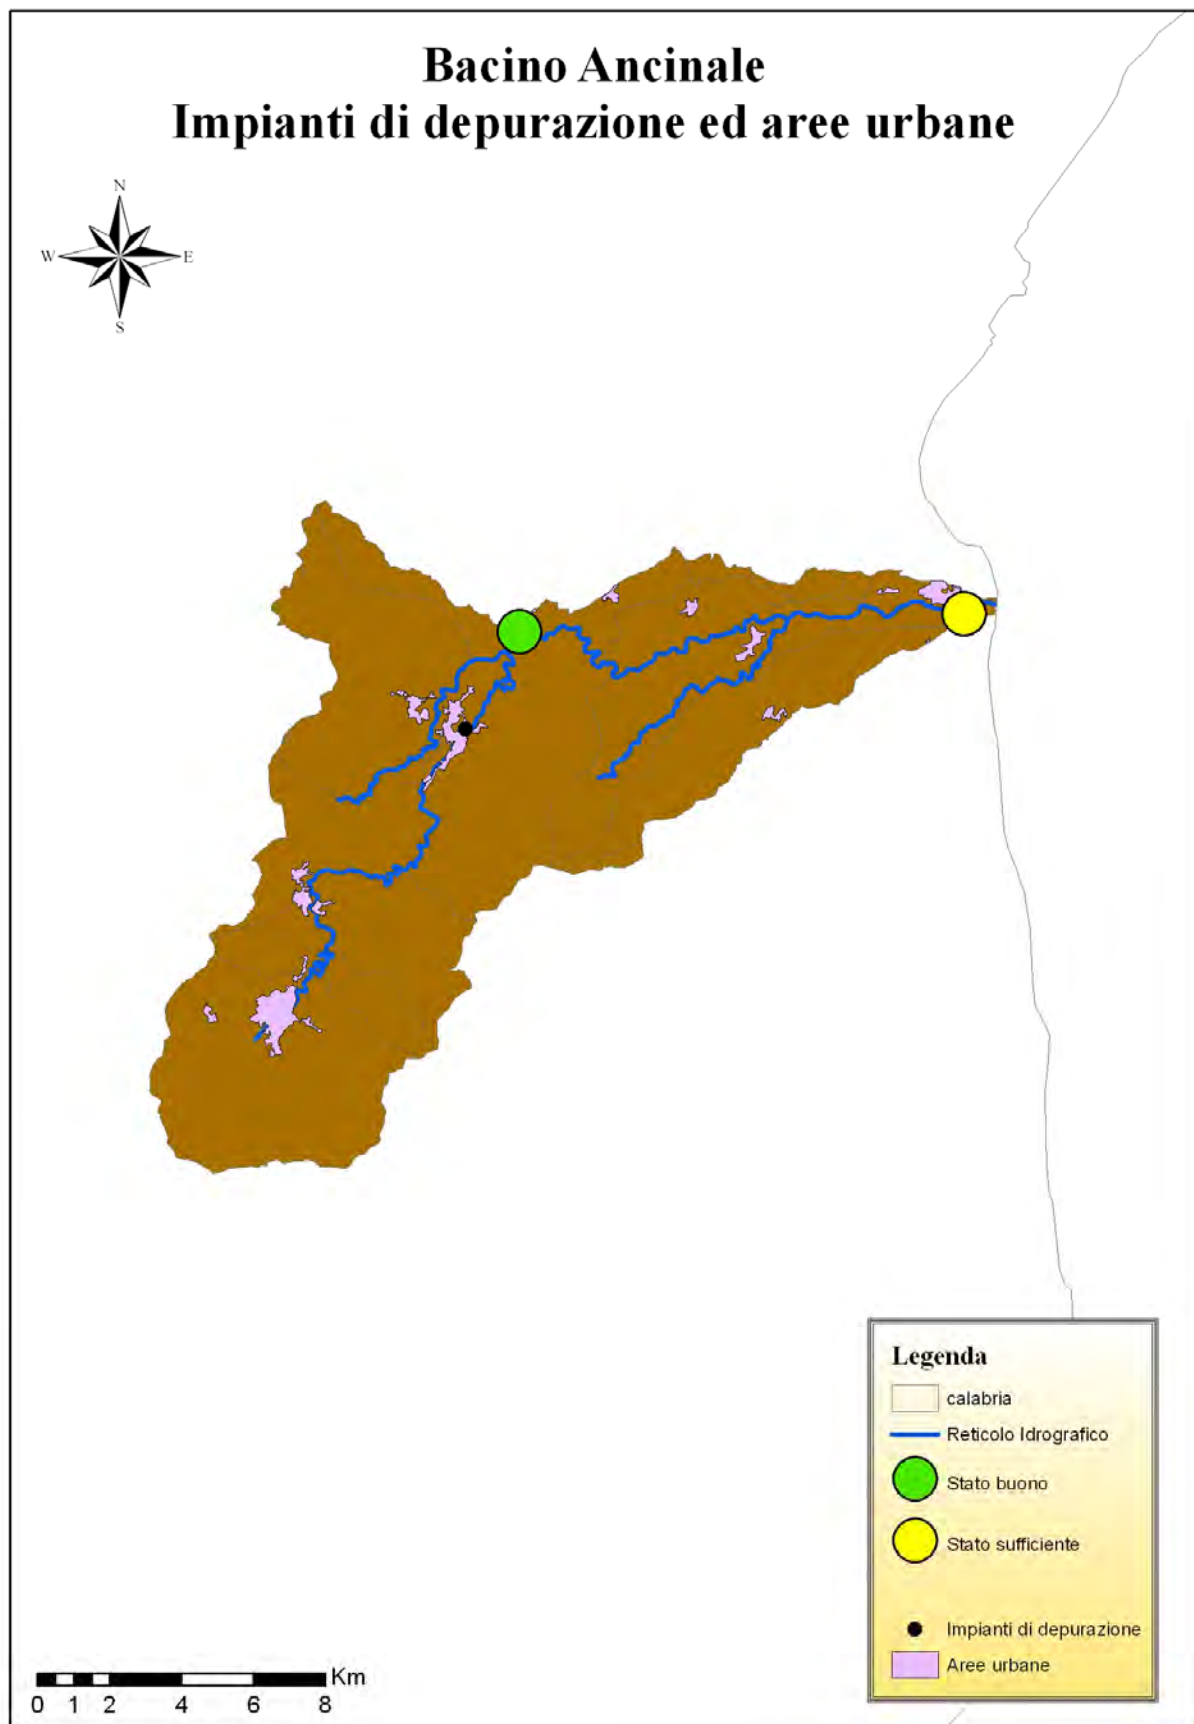 Bacino Ancinale
Impianti di depurazione ed aree urbane
N
W E
S
Legenda
calabria
Reticolo Idrografico
Stato buono
Stato sufficiente
Impianti di depurazione
Aree urbane
Km
0 1 2 4 6 8